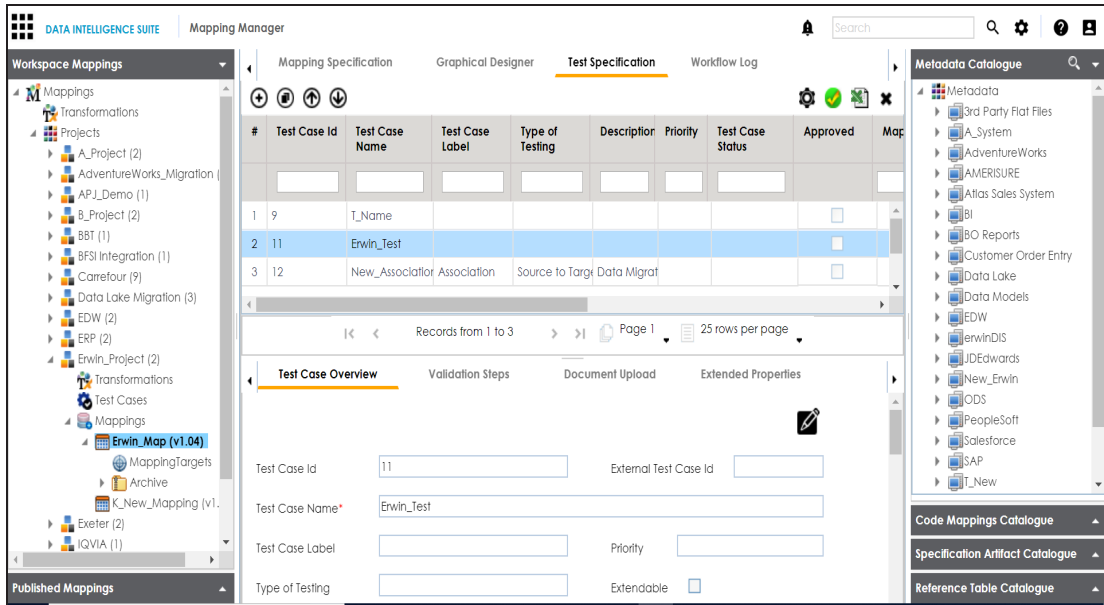 DATA INTELLIGENCE SUITE Mapping Manager Search
Workspace Mappings
Mappings
Transformations
Projects
A_Project (2)
AdventureWorks_Migration (
APJ_Demo (1)
B_Project (2)
BBT (1)
BFSI Integration (1)
Carrefour (9)
Data Lake Migration (3)
EDW (2)
ERP (2)
Erwin_Project (2)
Transformations
Test Cases
Mappings
Erwin_Map (v1.04)
MappingTargets
Archive
K_New_Mapping (v1.
Exeter (2)
IQVIA (1)
Published Mappings
Mapping Specification Graphical Designer Test Specification Workflow Log
# Test Case Id Test Case Name Test Case Label Type of Testing Description Priority Test Case Status Approved Map
1 9 T_Name
2 11 Erwin_Test
3 12 New_Association Association Source to Targe Data Migrat
Records from 1 to 3 Page 1 25 rows per page
Test Case Overview Validation Steps Document Upload Extended Properties
Test Case Id 11 External Test Case Id
Test Case Name* Erwin_Test
Test Case Label Priority
Type of Testing Extendable
Metadata Catalogue
Metadata
3rd Party Flat Files
A_System
AdventureWorks
AMERISURE
Atlas Sales System
BI
BO Reports
Customer Order Entry
Data Lake
Data Models
EDW
erwinDIS
JDEdwards
New_Erwin
ODS
PeopleSoft
Salesforce
SAP
T_New
Code Mappings Catalogue
Specification Artifact Catalogue
Reference Table Catalogue